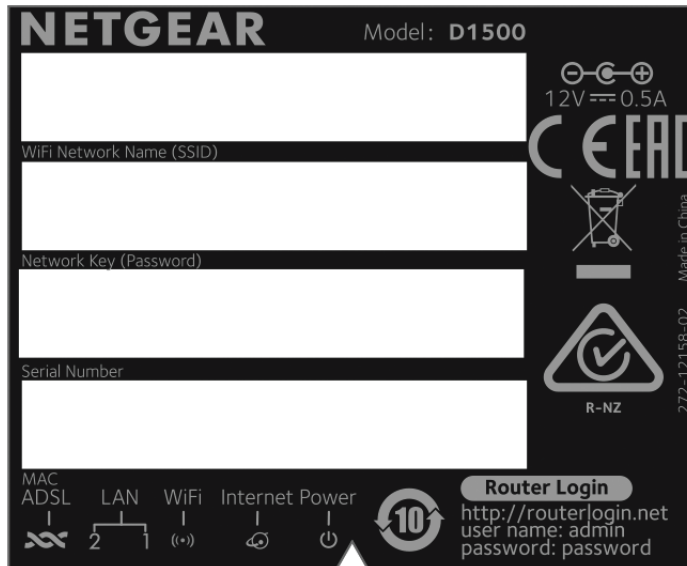 NETGEAR Model: D1500
12V 0.5A
CE EAC
WiFi Network Name (SSID)
Network Key (Password)
Made in China
272-12158-02
Serial Number
R-NZ
MAC
ADSL LAN WiFi Internet Power
2 1
10
Router Login
http://routerlogin.net
user name: admin
password: password